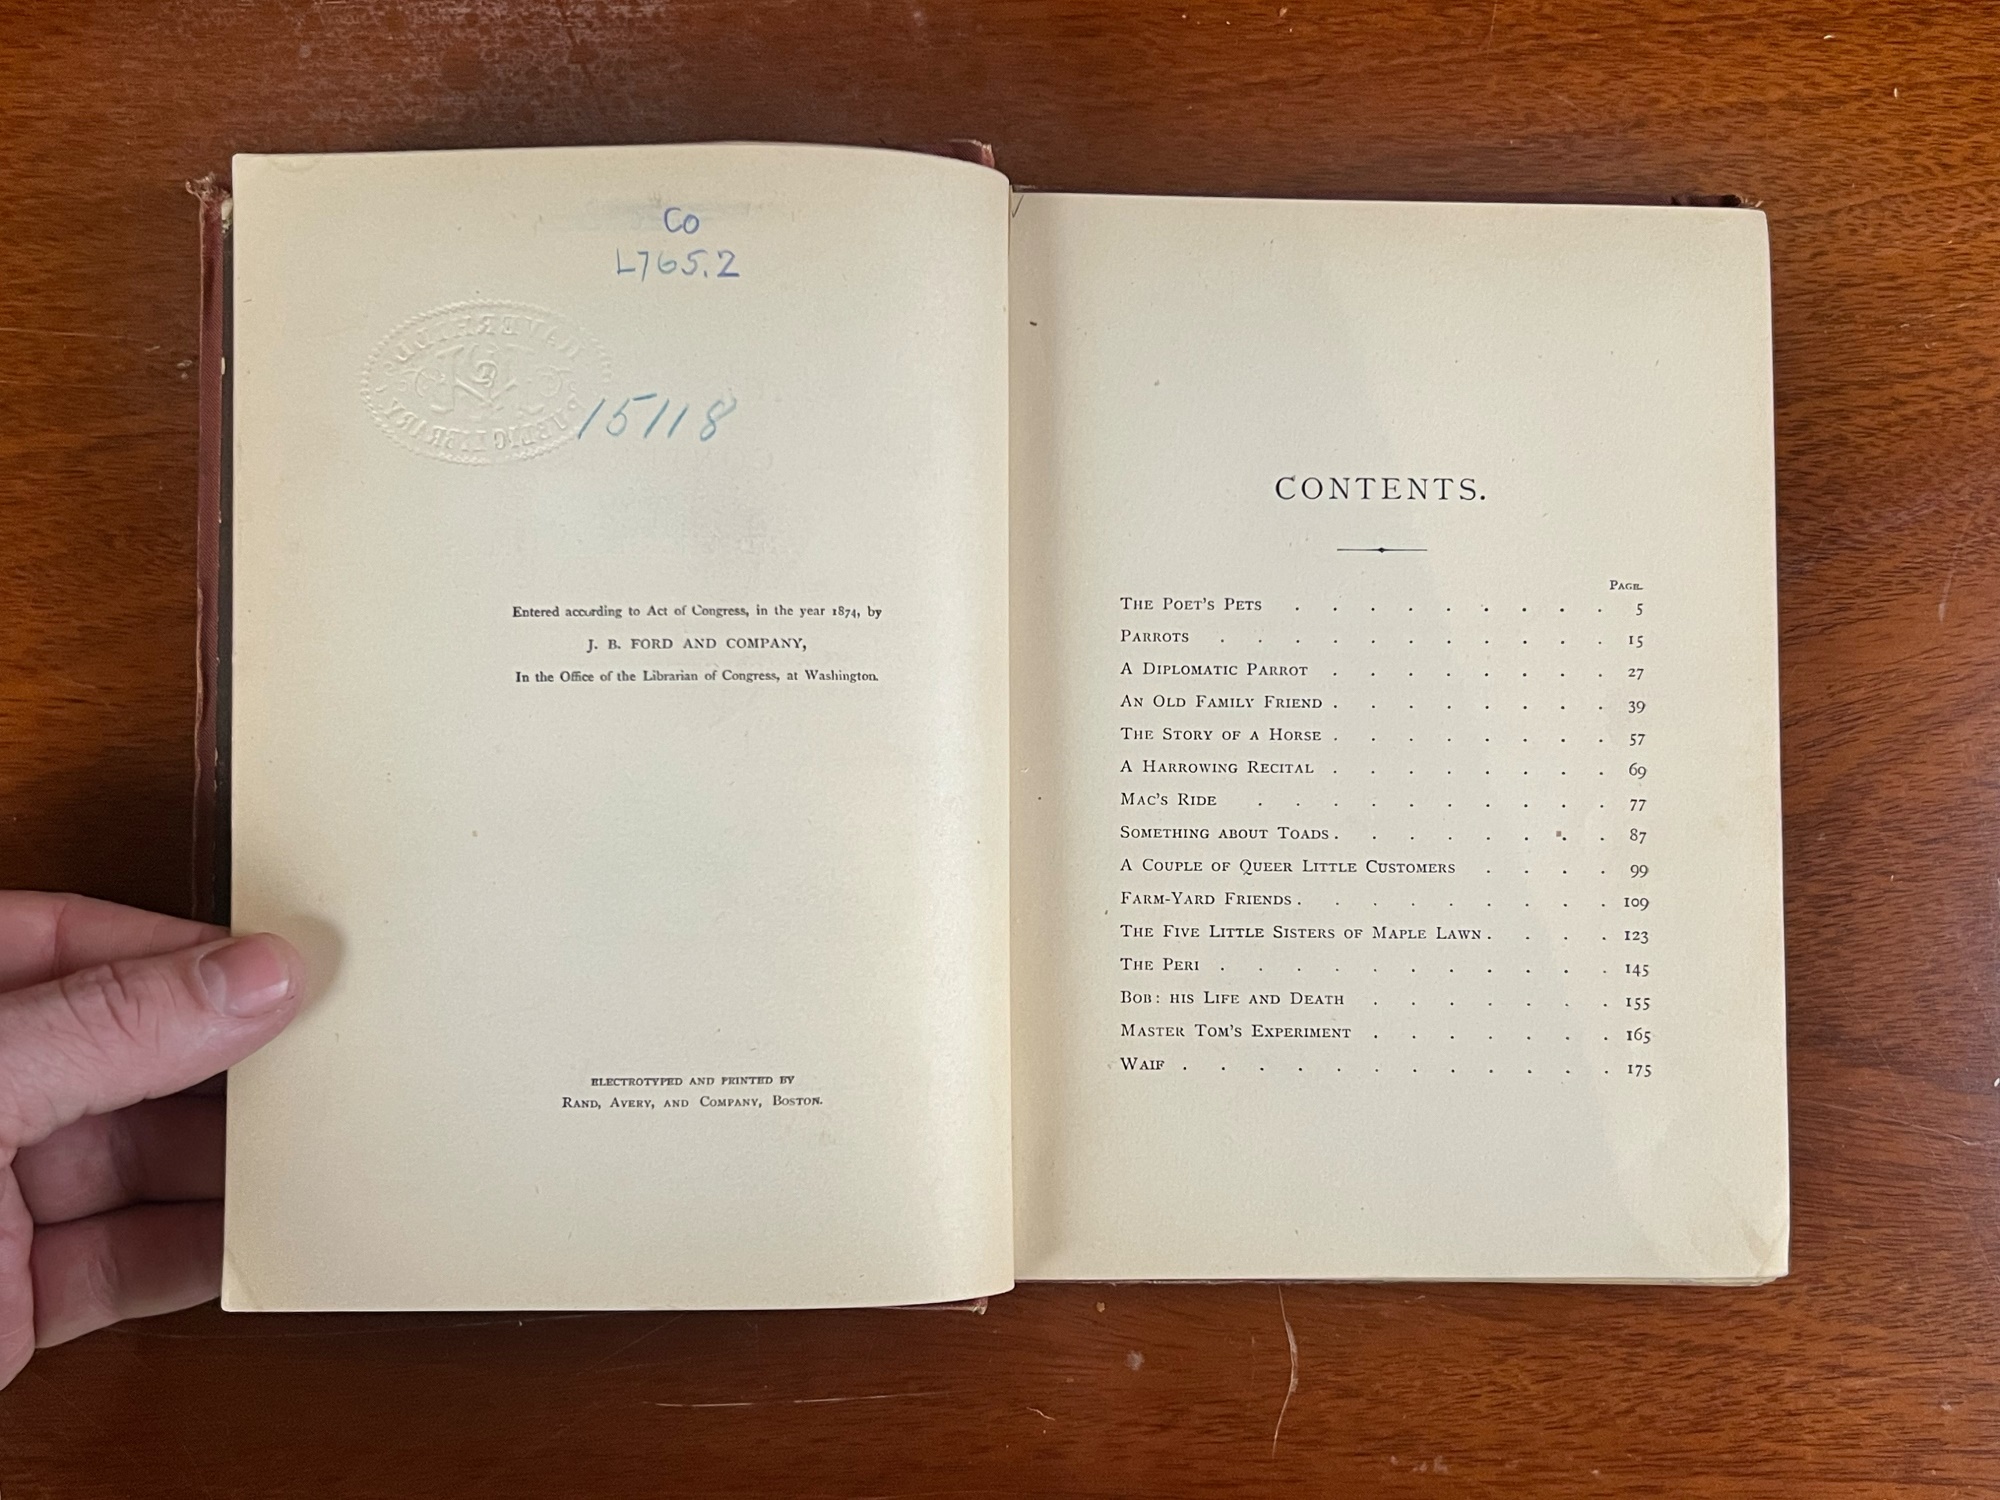 Co
L765.2
HAVERHILL
PUBLIC LIBRARY
15118
Entered according to Act of Congress, in the year 1874, by
J. B. FORD AND COMPANY,
In the Office of the Librarian of Congress, at Washington.
ELECTROTYPED AND PRINTED BY
RAND, AVERY, AND COMPANY, BOSTON.
CONTENTS.
PAGE.
THE POET'S PETS . . . . . . . . . 5
PARROTS . . . . . . . . . . . 15
A DIPLOMATIC PARROT . . . . . . . . 27
AN OLD FAMILY FRIEND . . . . . . . . 39
THE STORY OF A HORSE . . . . . . . . 57
A HARROWING RECITAL . . . . . . . . 69
MAC'S RIDE . . . . . . . . . . 77
SOMETHING ABOUT TOADS . . . . . . . . 87
A COUPLE OF QUEER LITTLE CUSTOMERS . . . . 99
FARM-YARD FRIENDS . . . . . . . . . 109
THE FIVE LITTLE SISTERS OF MAPLE LAWN . . . . 123
THE PERI . . . . . . . . . . . 145
BOB: HIS LIFE AND DEATH . . . . . . . 155
MASTER TOM'S EXPERIMENT . . . . . . . 165
WAIF . . . . . . . . . . . . 175